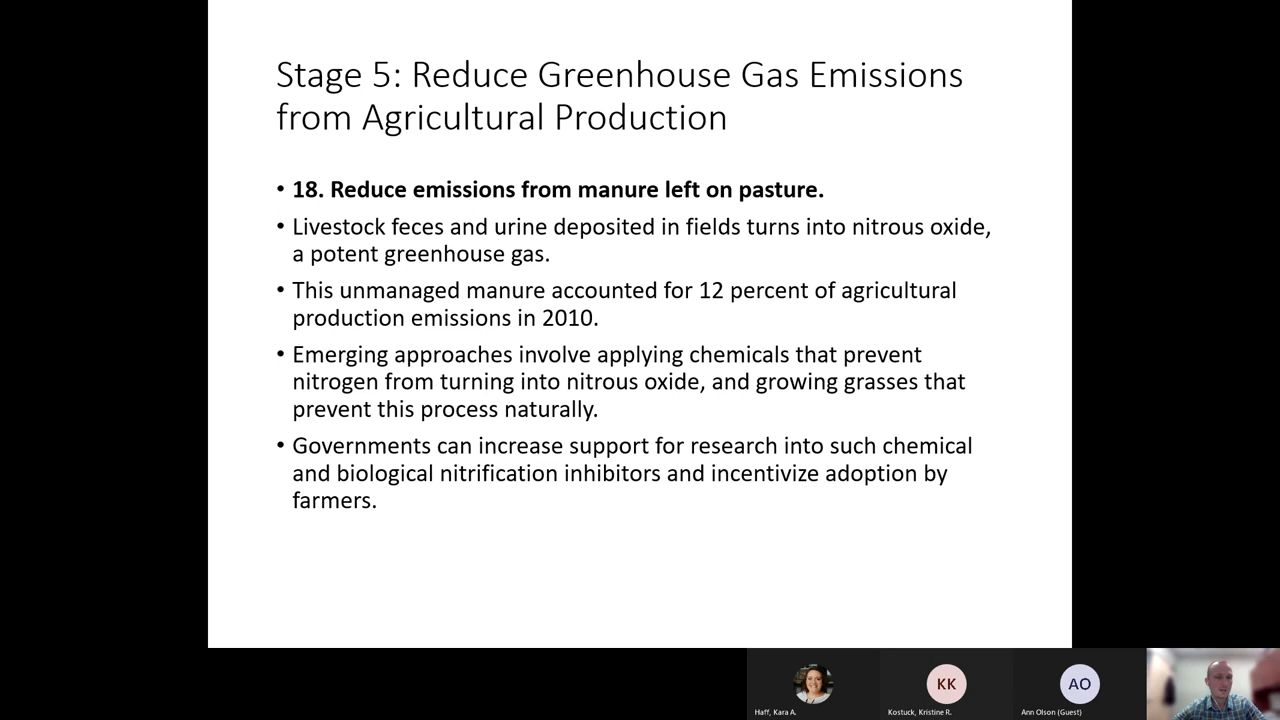 Stage 5: Reduce Greenhouse Gas Emissions
from Agricultural Production
• 18. Reduce emissions from manure left on pasture.
• Livestock feces and urine deposited in fields turns into nitrous oxide,
a potent greenhouse gas.
• This unmanaged manure accounted for 12 percent of agricultural
production emissions in 2010.
• Emerging approaches involve applying chemicals that prevent
nitrogen from turning into nitrous oxide, and growing grasses that
prevent this process naturally.
• Governments can increase support for research into such chemical
and biological nitrification inhibitors and incentivize adoption by
farmers.
KK
AO
Haff, Kara A.
Kostuck, Kristine R.
Ann Olson (Guest)